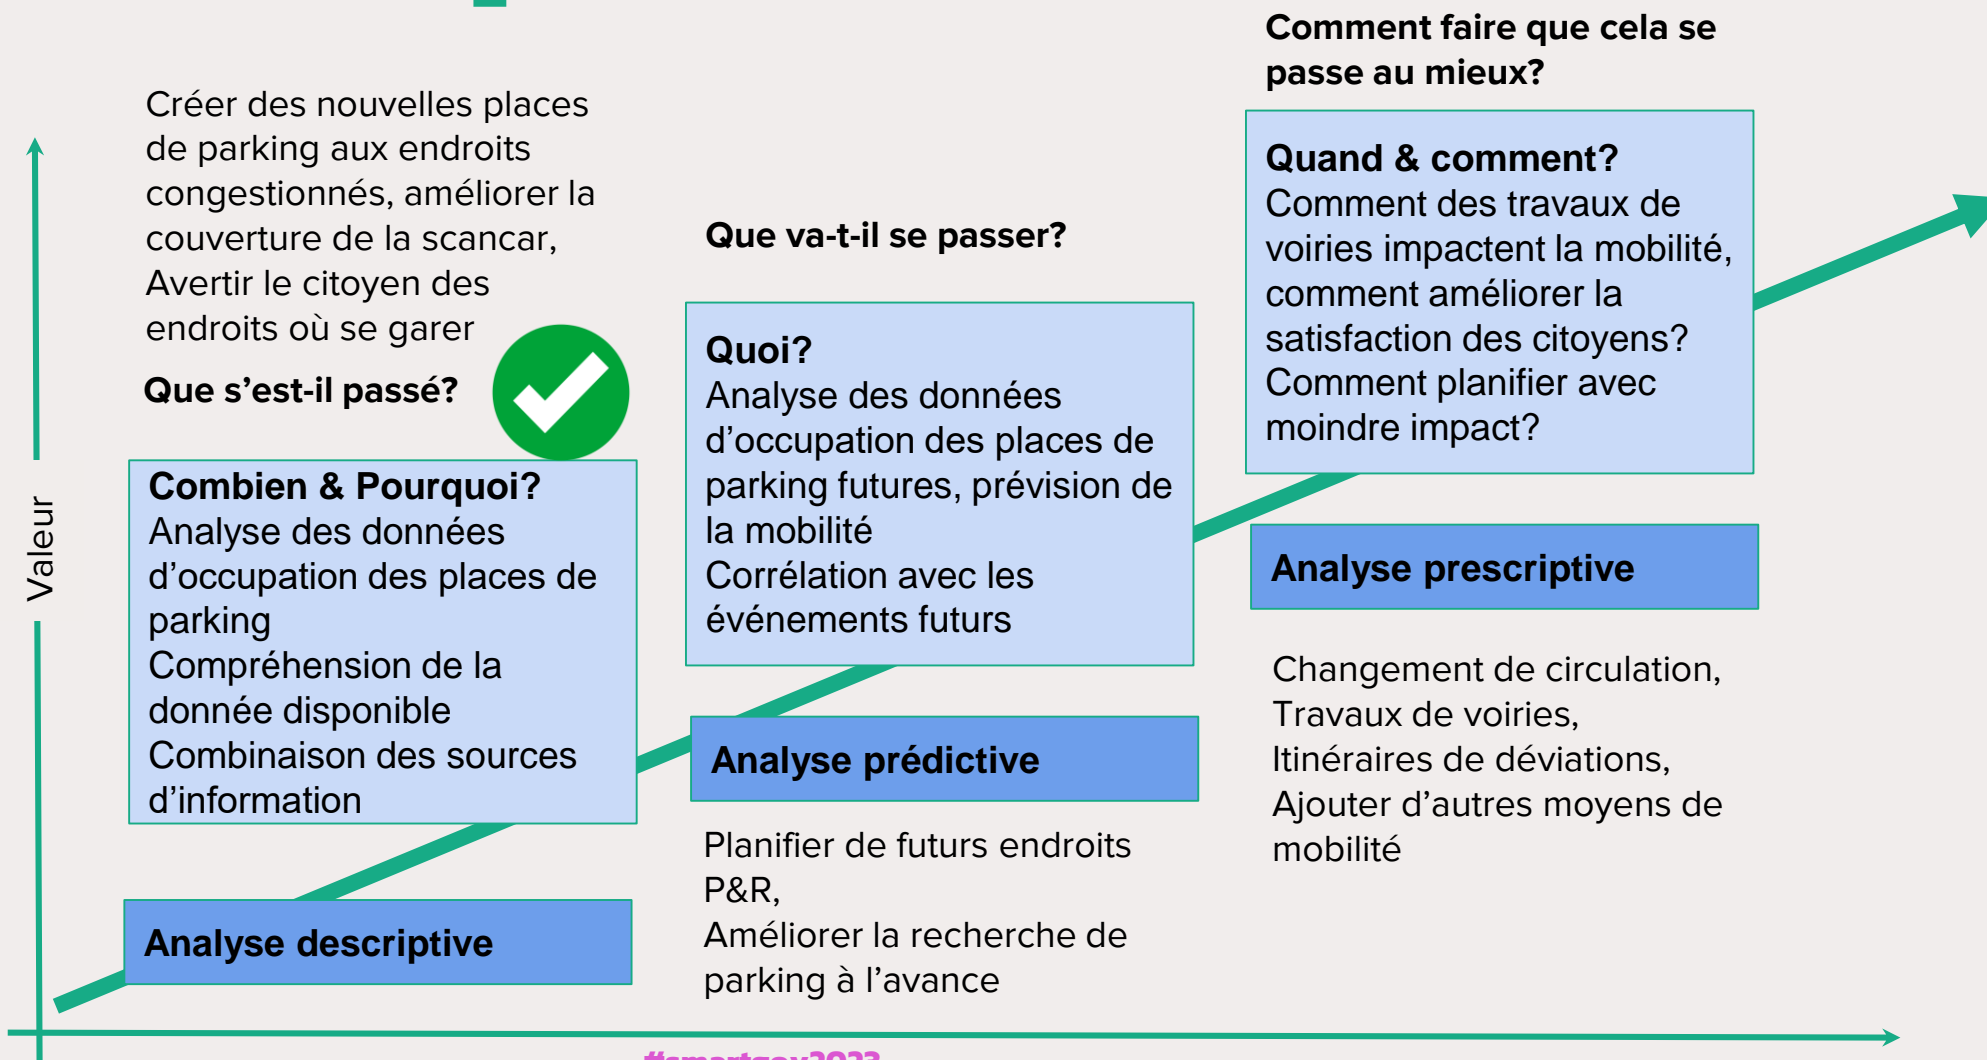 Créer des nouvelles places
de parking aux endroits
congestionnés, améliorer la
couverture de la scancar,
Avertir le citoyen des
endroits où se garer
Que s’est-il passé?
Combien & Pourquoi?
Analyse des données
d’occupation des places de
parking
Compréhension de la
donnée disponible
Combinaison des sources
d’information
Analyse descriptive
Que va-t-il se passer?
Quoi?
Analyse des données
d’occupation des places de
parking futures, prévision de
la mobilité
Corrélation avec les
événements futurs
Analyse prédictive
Planifier de futurs endroits
P&R,
Améliorer la recherche de
parking à l’avance
Comment faire que cela se
passe au mieux?
Quand & comment?
Comment des travaux de
voiries impactent la mobilité,
comment améliorer la
satisfaction des citoyens?
Comment planifier avec
moindre impact?
Analyse prescriptive
Changement de circulation,
Travaux de voiries,
Itinéraires de déviations,
Ajouter d’autres moyens de
mobilité
Valeur
#smartgov2023